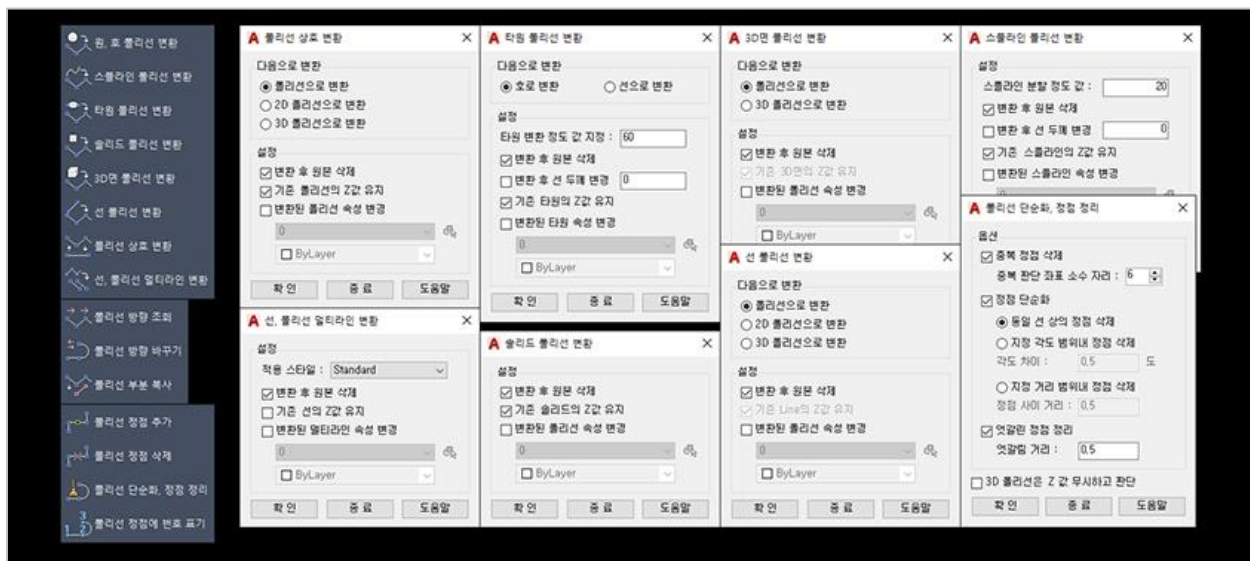 원, 호 폴리선 변환
스플라인 폴리선 변환
타원 폴리선 변환
솔리드 폴리선 변환
3D면 폴리선 변환
선 폴리선 변환
폴리선 상호 변환
선, 폴리선 멀티라인 변환
폴리선 방향 조회
폴리선 방향 바꾸기
폴리선 부분 복사
폴리선 정점 추가
폴리선 정점 삭제
폴리선 단순화, 정점 정리
폴리선 정점에 번호 표기
폴리선 상호 변환
다음으로 변환
폴리선으로 변환
2D 폴리선으로 변환
3D 폴리선으로 변환
설정
변환 후 원본 삭제
기준 폴리선의 Z값 유지
변환된 폴리선 속성 변경
0
ByLayer
확인 종료 도움말
선, 폴리선 멀티라인 변환
설정
적용 스타일 : Standard
변환 후 원본 삭제
기준 선의 Z값 유지
변환된 멀티라인 속성 변경
0
ByLayer
확인 종료 도움말
타원 폴리선 변환
다음으로 변환
호로 변환 선으로 변환
설정
타원 변환 정도 값 지정 : 60
변환 후 원본 삭제
변환 후 선 두께 변경 0
기준 타원의 Z값 유지
변환된 타원 속성 변경
0
ByLayer
확인 종료 도움말
솔리드 폴리선 변환
설정
변환 후 원본 삭제
기준 솔리드의 Z값 유지
변환된 폴리선 속성 변경
0
ByLayer
확인 종료 도움말
3D면 폴리선 변환
다음으로 변환
폴리선으로 변환
3D 폴리선으로 변환
설정
변환 후 원본 삭제
기준 3D면의 Z값 유지
변환된 폴리선 속성 변경
0
ByLayer
선 폴리선 변환
다음으로 변환
폴리선으로 변환
2D 폴리선으로 변환
3D 폴리선으로 변환
설정
변환 후 원본 삭제
기준 Line의 Z값 유지
변환된 폴리선 속성 변경
0
ByLayer
확인 종료 도움말
스플라인 폴리선 변환
설정
스플라인 분할 정도 값 : 20
변환 후 원본 삭제
변환 후 선 두께 변경 0
기준 스플라인의 Z값 유지
변환된 스플라인 속성 변경
폴리선 단순화, 정점 정리
옵션
중복 정점 삭제
중복 판단 좌표 소수 자리 : 6
정점 단순화
동일 선 상의 정점 삭제
지정 각도 범위내 정점 삭제
각도 차이 : 0.5 도
지정 거리 범위내 정점 삭제
정점 사이 거리 : 0.5
엇갈린 정점 정리
엇갈림 거리 : 0.5
3D 폴리선은 Z 값 무시하고 판단
확인 종료 도움말